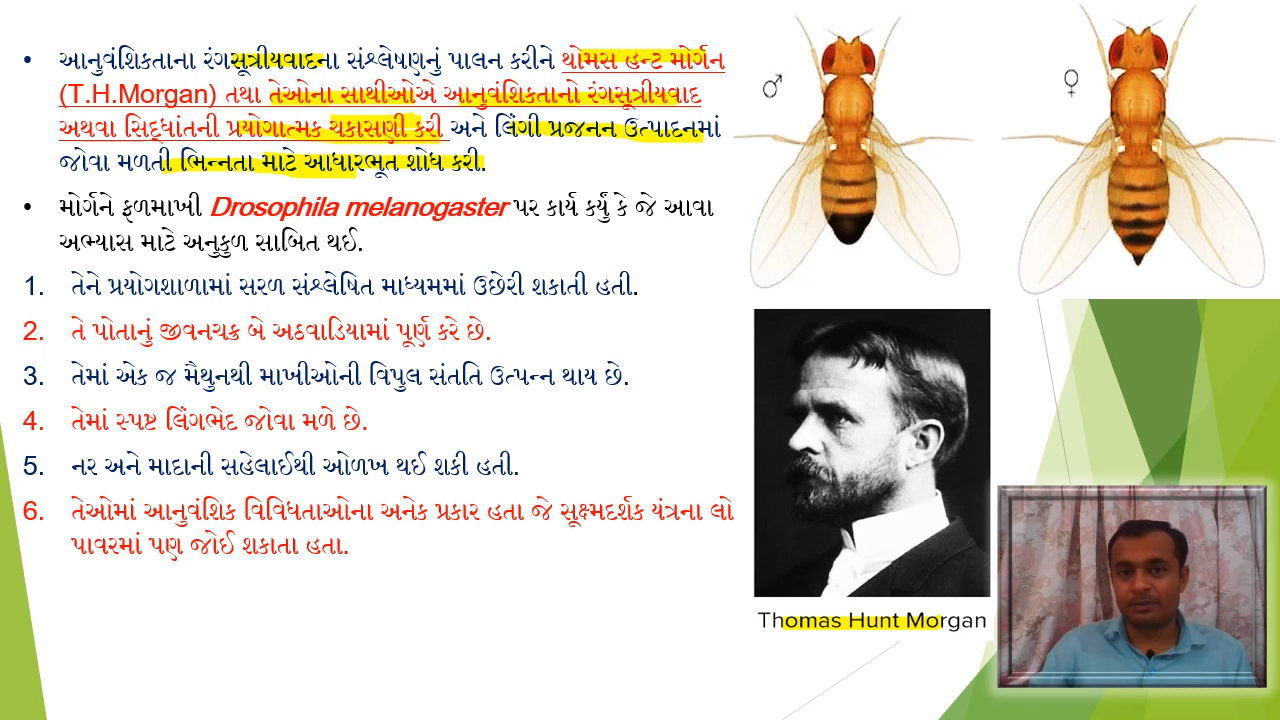 • આનુવંશિકતાના રંગસૂત્રીયવાદના સંશ્લેષણનું પાલન કરીને થોમસ હન્ટ મોર્ગન
(T.H.Morgan) તથા તેઓના સાથીઓએ આનુવંશિકતાનો રંગસૂત્રીયવાદ
અથવા સિદ્ધાંતની પ્રયોગાત્મક ચકાસણી કરી અને લિંગી પ્રજનન ઉત્પાદનમાં
જોવા મળતી ભિન્નતા માટે આધારભૂત શોધ કરી.
• મોર્ગને ફળમાખી Drosophila melanogaster પર કાર્ય કર્યું કે જે આવા
અભ્યાસ માટે અનુકુળ સાબિત થઈ.
1. તેને પ્રયોગશાળામાં સરળ સંશ્લેષિત માધ્યમમાં ઉછેરી શકાતી હતી.
2. તે પોતાનું જીવનચક્ર બે અઠવાડિયામાં પૂર્ણ કરે છે.
3. તેમાં એક જ મૈથુનથી માખીઓની વિપુલ સંતતિ ઉત્પન્ન થાય છે.
4. તેમાં સ્પષ્ટ લિંગભેદ જોવા મળે છે.
5. નર અને માદાની સહેલાઈથી ઓળખ થઈ શકી હતી.
6. તેઓમાં આનુવંશિક વિવિધતાઓના અનેક પ્રકાર હતા જે સૂક્ષ્મદર્શક યંત્રના લો
પાવરમાં પણ જોઈ શકાતા હતા.
♂
♀
Thomas Hunt Morgan